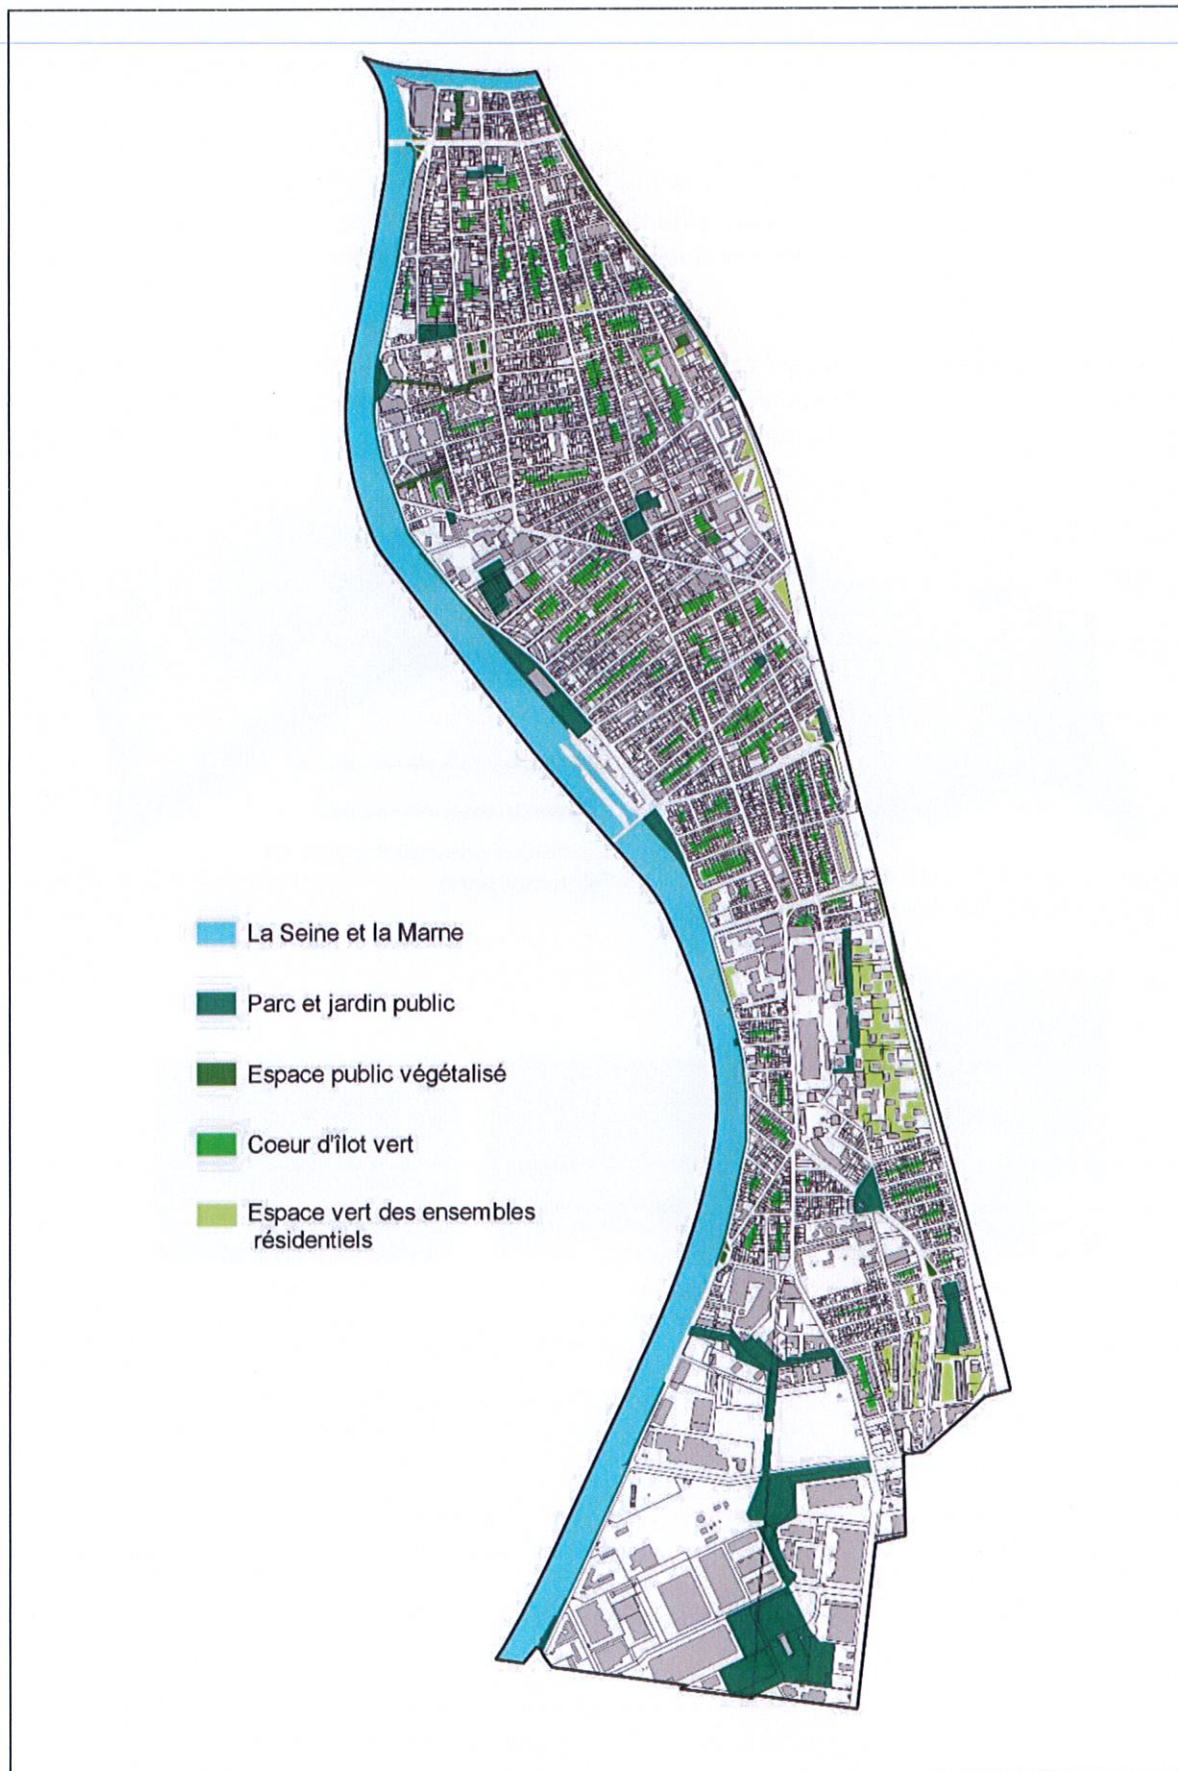 La Seine et la Marne
Parc et jardin public
Espace public végétalisé
Coeur d'îlot vert
Espace vert des ensembles
résidentiels